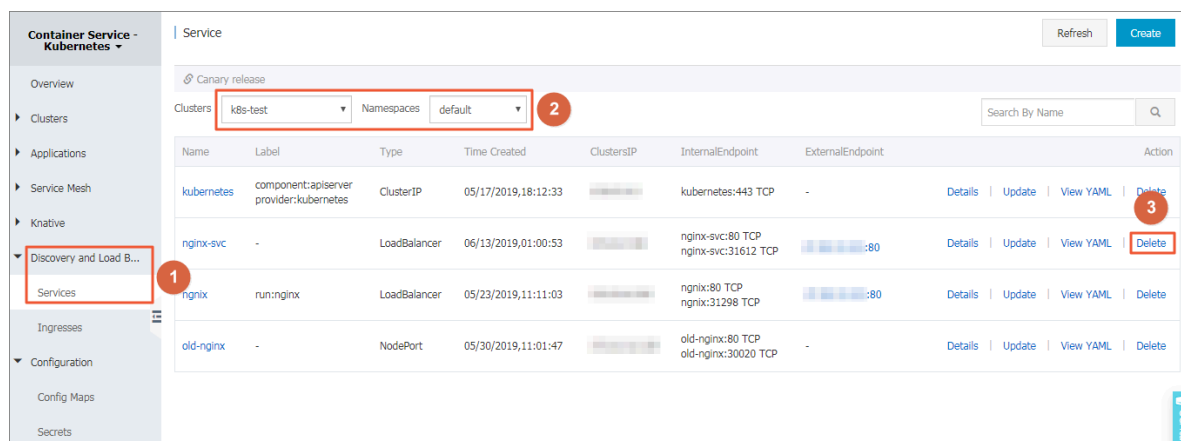 Container Service -
Kubernetes
Service
Refresh
Create
Overview
Canary release
Clusters
k8s-test
Namespaces
default
2
Search By Name
Clusters
Applications
Service Mesh
Knative
Discovery and Load B...
Services
1
Ingresses
Configuration
Config Maps
Secrets
Name Label Type Time Created ClustersIP InternalEndpoint ExternalEndpoint Action
kubernetes component:apiserver ClusterIP 05/17/2019,18:12:33 kubernetes:443 TCP - Details Update View YAML Delete
provider:kubernetes
3
nginx-svc - LoadBalancer 06/13/2019,01:00:53 nginx-svc:80 TCP :80 Details Update View YAML Delete
nginx-svc:31612 TCP
ngnix run:nginx LoadBalancer 05/23/2019,11:11:03 ngnix:80 TCP :80 Details Update View YAML Delete
ngnix:31298 TCP
old-nginx - NodePort 05/30/2019,11:01:47 old-nginx:80 TCP - Details Update View YAML Delete
old-nginx:30020 TCP